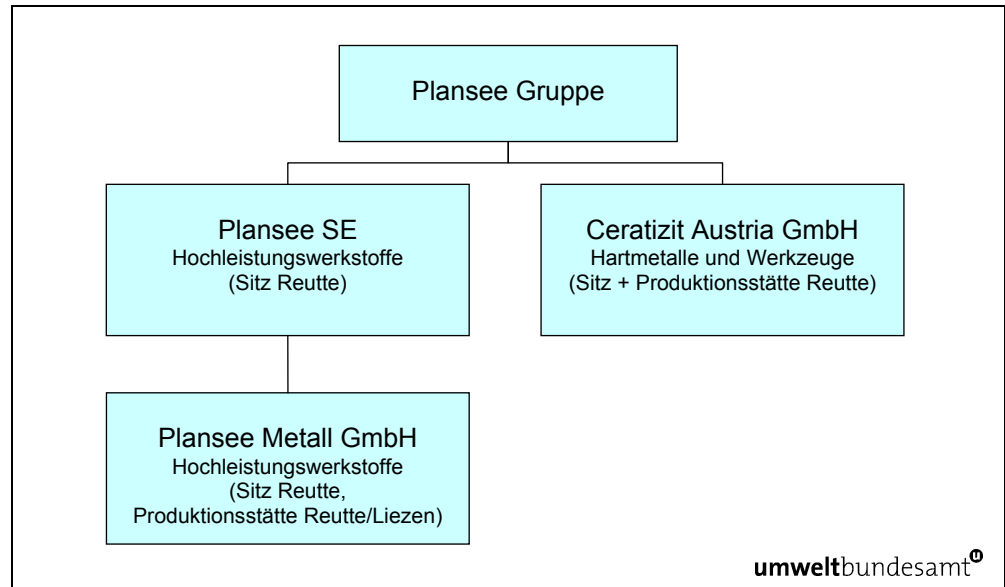 Plansee Gruppe
Plansee SE
Hochleistungswerkstoffe
(Sitz Reutte)
Ceratizit Austria GmbH
Hartmetalle und Werkzeuge
(Sitz + Produktionsstätte Reutte)
Plansee Metall GmbH
Hochleistungswerkstoffe
(Sitz Reutte,
Produktionsstätte Reutte/Liezen)
umweltbundesamt